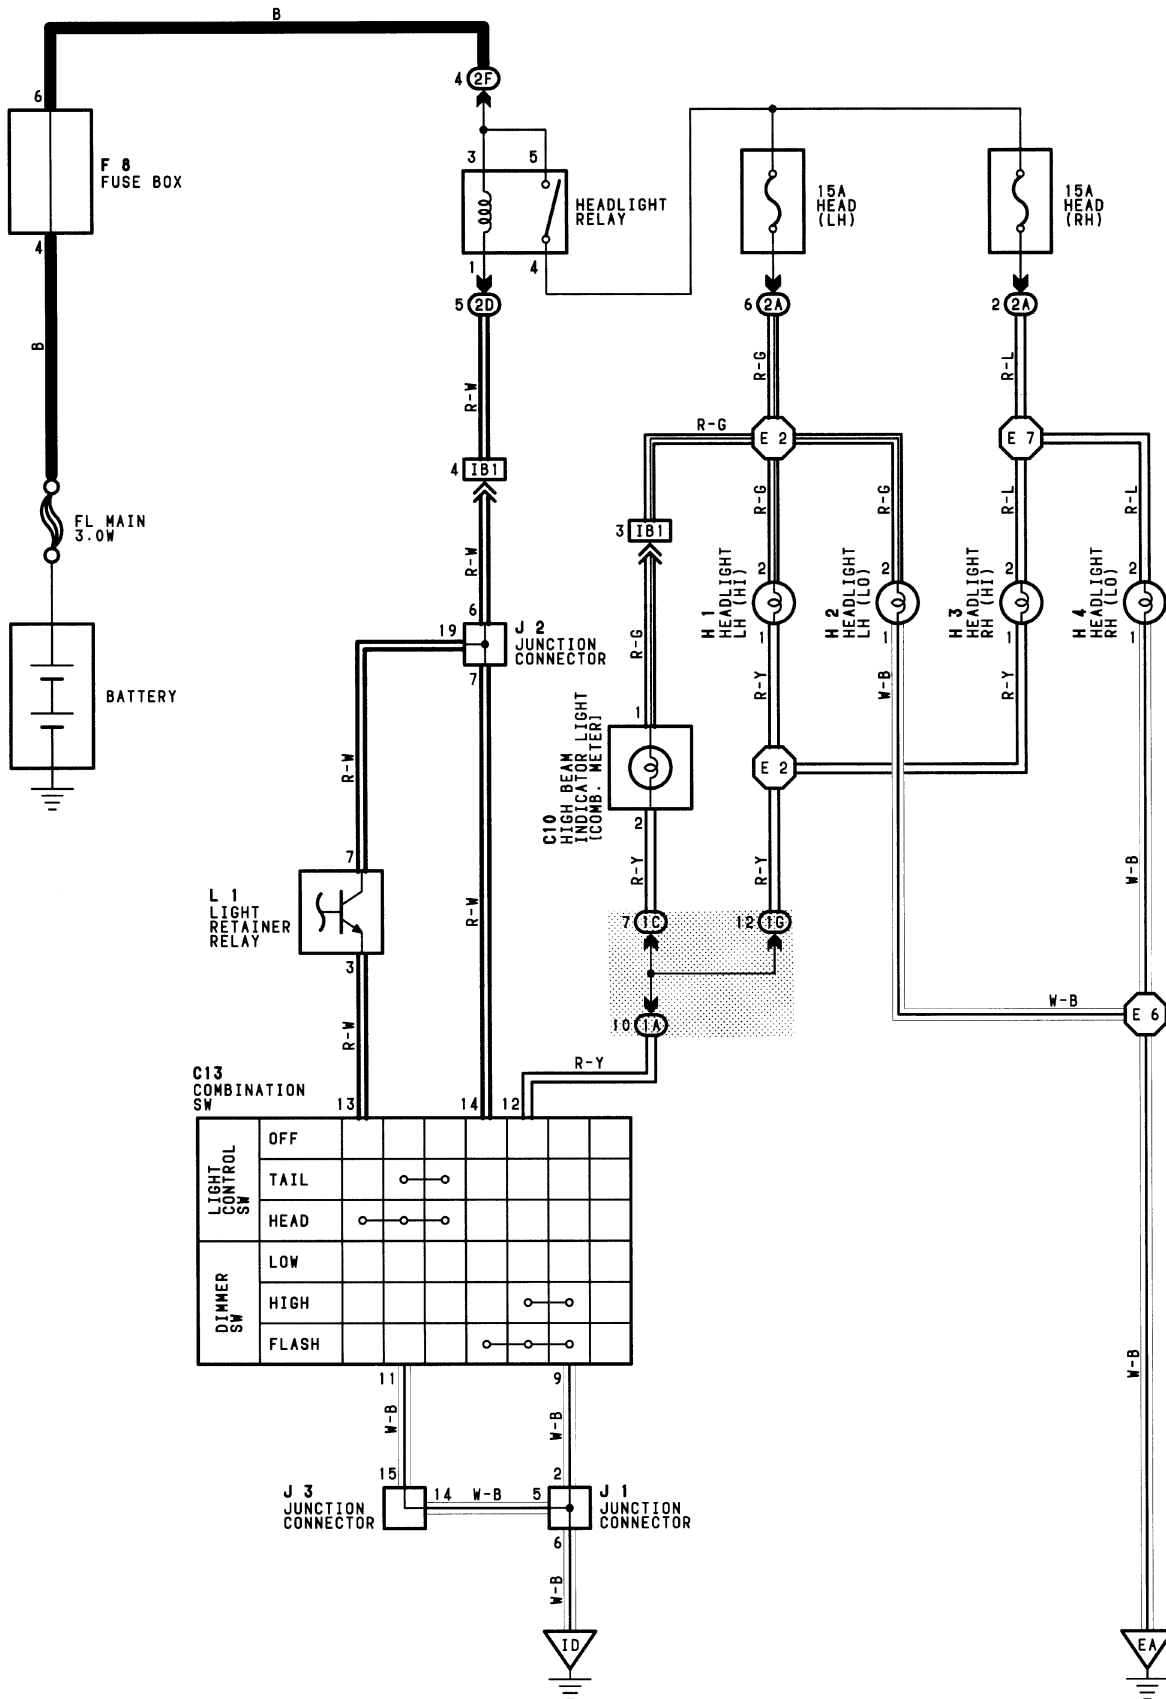 B
4 2F
6
F 8
FUSE BOX
3 5
HEADLIGHT
RELAY
15A
HEAD
(LH)
15A
HEAD
(RH)
4
1 4
5 2D
6 2A
2 2A
B
R-W
R-G
R-L
R-G
E 2
E 7
4 IB1
R-G
R-G
R-L
R-L
FL MAIN
3.0W
3 IB1
R-W
2
2
2
2
H 1
HEADLIGHT
LH (HI)
H 2
HEADLIGHT
LH (LO)
H 3
HEADLIGHT
RH (HI)
H 4
HEADLIGHT
RH (LO)
6
19
J 2
JUNCTION
CONNECTOR
7
1
1
1
1
R-G
R-Y
W-B
R-Y
BATTERY
1
C10
HIGH BEAM
INDICATOR LIGHT
[COMB. METER]
2
E 2
R-W
R-Y
R-Y
W-B
7
L 1
LIGHT
RETAINER
RELAY
3
R-W
7 1C
12 1G
10 1A
W-B
E 6
R-W
R-Y
C13
COMBINATION
SW
13 14 12
LIGHT
CONTROL
SW
OFF
TAIL
HEAD
DIMMER
SW
LOW
HIGH
FLASH
11 9
W-B
W-B
W-B
15 2
J 3
JUNCTION
CONNECTOR
14 W-B 5
J 1
JUNCTION
CONNECTOR
6
W-B
ID
EA